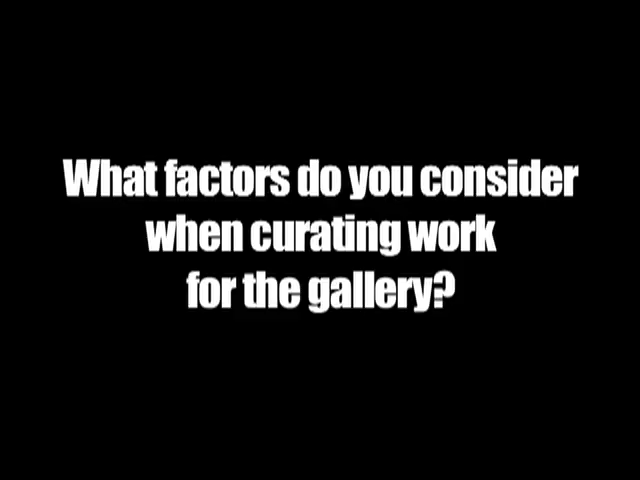 What factors do you consider
when curating work
for the gallery?